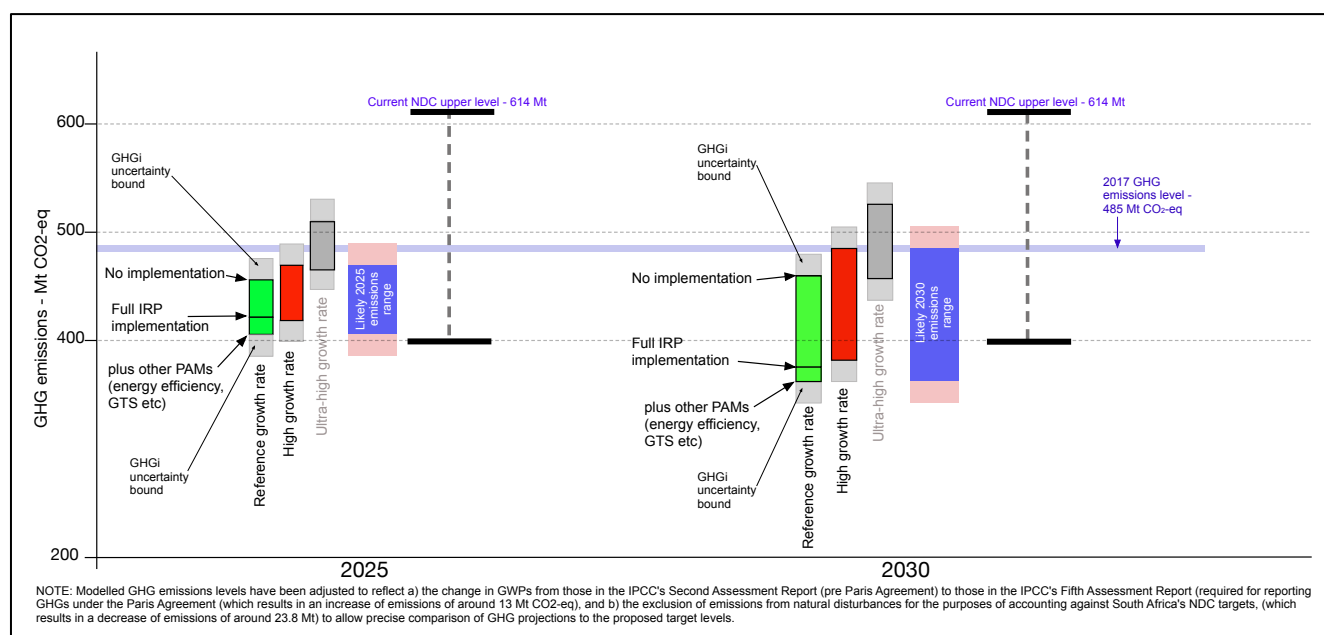 Current NDC upper level - 614 Mt
Current NDC upper level - 614 Mt
600
GHGi
uncertainty
bound
GHGi
uncertainty
bound
2017 GHG
emissions level -
485 Mt CO₂-eq
GHG emissions - Mt CO2-eq
500
No implementation
No implementation
Full IRP
implementation
Likely 2025
emissions
range
Likely 2030
emissions
range
Ultra-high growth rate
Ultra-high growth rate
400
Full IRP
implementation
plus other PAMs
(energy efficiency,
GTS etc)
plus other PAMs
(energy efficiency,
GTS etc)
Reference growth rate
High growth rate
Reference growth rate
High growth rate
GHGi
uncertainty
bound
GHGi
uncertainty
bound
200
2025
2030
NOTE: Modelled GHG emissions levels have been adjusted to reflect a) the change in GWPs from those in the IPCC's Second Assessment Report (pre Paris Agreement) to those in the IPCC's Fifth Assessment Report (required for reporting
GHGs under the Paris Agreement (which results in an increase of emissions of around 13 Mt CO2-eq), and b) the exclusion of emissions from natural disturbances for the purposes of accounting against South Africa's NDC targets, (which
results in a decrease of emissions of around 23.8 Mt) to allow precise comparison of GHG projections to the proposed target levels.